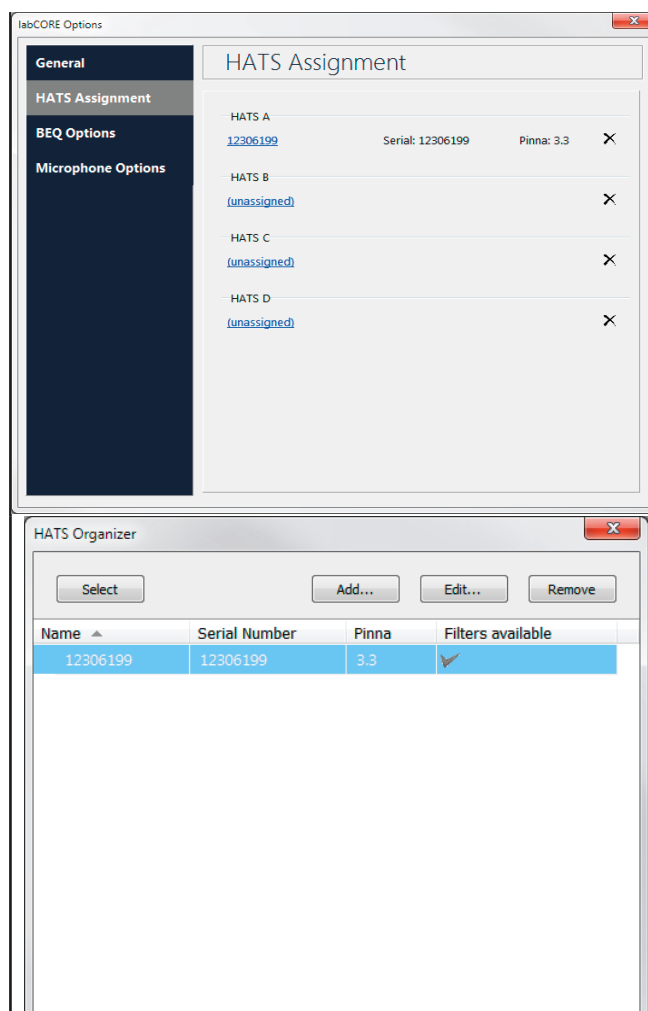 labCORE Options
General
HATS Assignment
BEQ Options
Microphone Options
HATS Assignment
HATS A
12306199 Serial: 12306199 Pinna: 3.3
HATS B
(unassigned)
HATS C
(unassigned)
HATS D
(unassigned)
HATS Organizer
Select Add... Edit... Remove
Name Serial Number Pinna Filters available
12306199 12306199 3.3